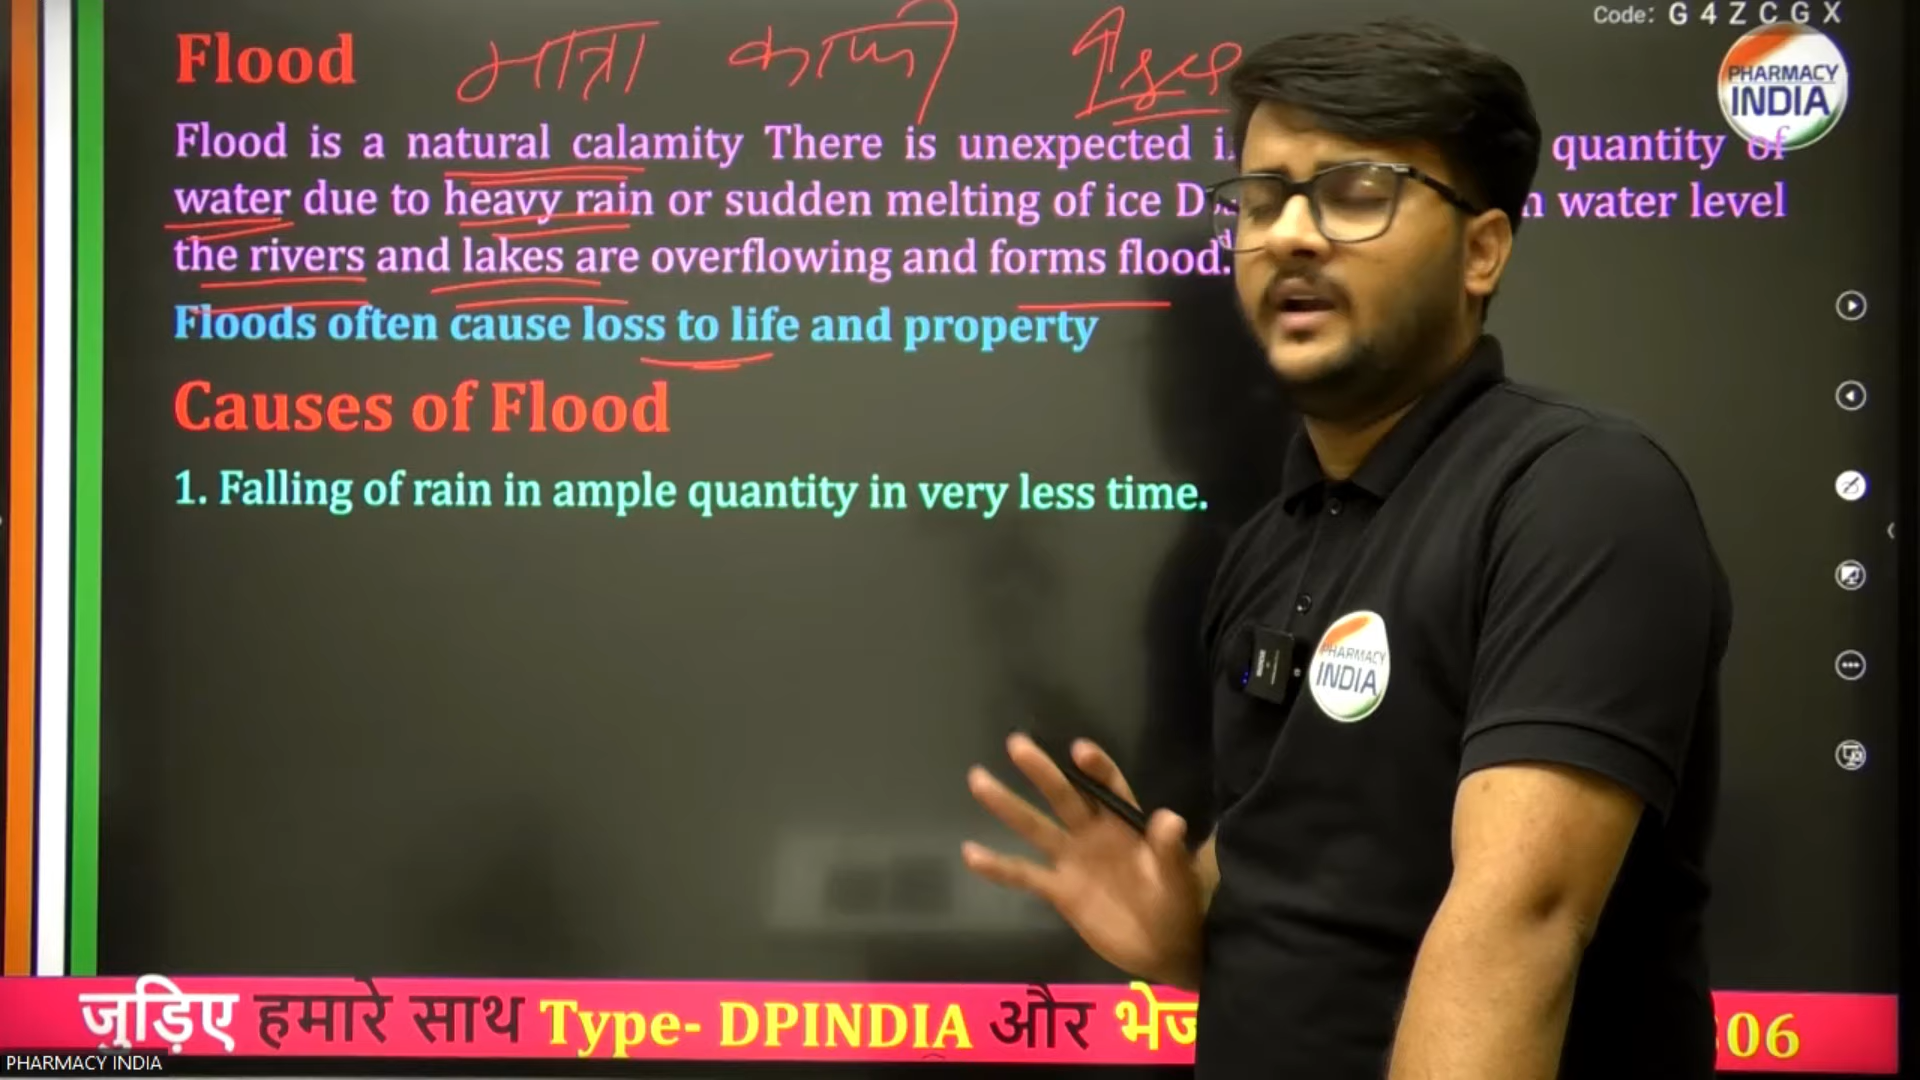 Code: G 4 Z C G X
Flood मात्रा काफी
PHARMACY
INDIA
Flood is a natural calamity There is unexpected quantity of
water due to heavy rain or sudden melting of ice water level
the rivers and lakes are overflowing and forms flood.
Floods often cause loss to life and property
Causes of Flood
1. Falling of rain in ample quantity in very less time.
PHARMACY
INDIA
जुड़िए हमारे साथ Type- DPINDIA और 06
PHARMACY INDIA